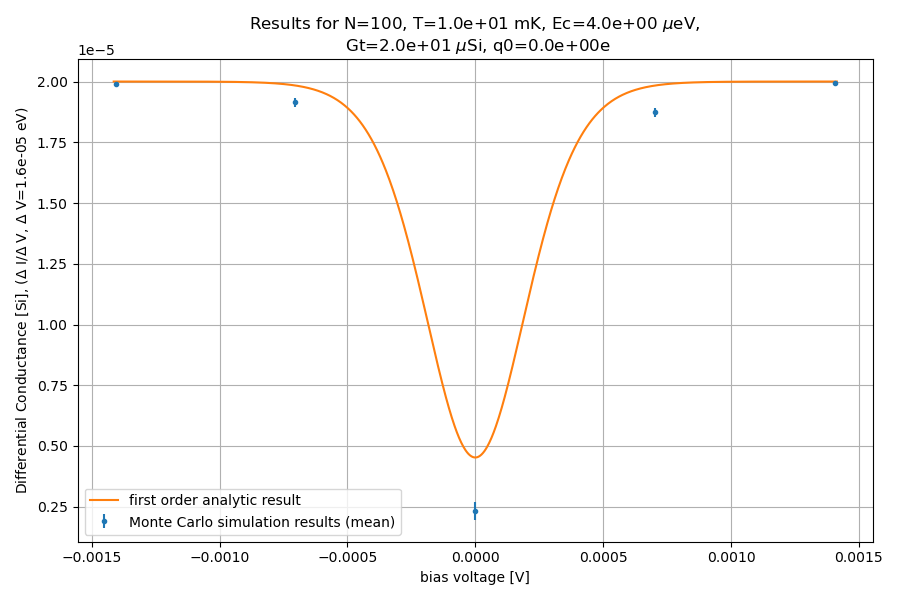 Results for N=100, T=1.0e+01 mK, Ec=4.0e+00 μeV,
Gt=2.0e+01 μSi, q0=0.0e+00e
1e−5
2.00
1.75
1.50
1.25
1.00
0.75
0.50
0.25
Differential Conductance [Si], (Δ I/Δ V, Δ V=1.6e-05 eV)
first order analytic result
Monte Carlo simulation results (mean)
−0.0015 −0.0010 −0.0005 0.0000 0.0005 0.0010 0.0015
bias voltage [V]